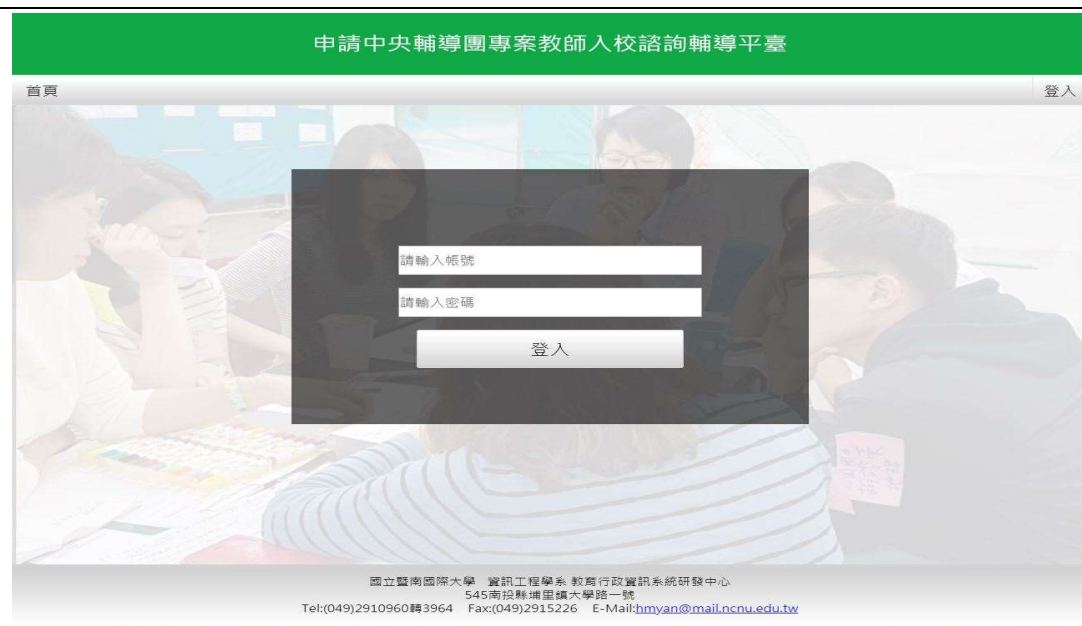 申請中央輔導團專案教師入校諮詢輔導平臺
首頁
登入
請輸入帳號
請輸入密碼
登入
國立暨南國際大學 資訊工程學系 教育行政資訊系統研發中心
545南投縣埔里鎮大學路一號
Tel:(049)2910960轉3964 Fax:(049)2915226 E-Mail:hmyan@mail.ncnu.edu.tw